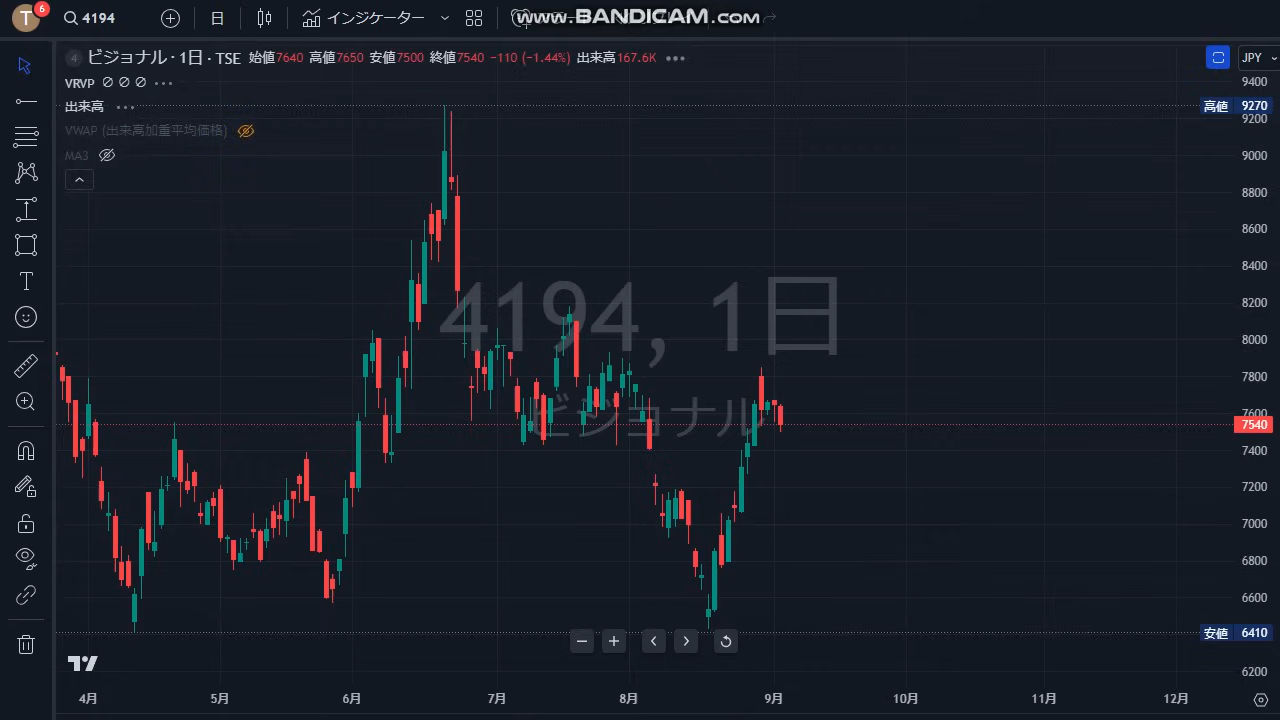 T
6
4194
日
インジケーター
www.BANDICAM.com
4
ビジョナル · 1日 · TSE 始値7640 高値7650 安値7500 終値7540 −110 (−1.44%) 出来高167.6K
JPY
VRVP
出来高
VWAP (出来高加重平均価格)
MA3
4194, 1日
ビジョナル
9400
高値 9270
9200
9000
8800
8600
8400
8200
8000
7800
7600
7540
7400
7200
7000
6800
6600
安値 6410
6200
4月 5月 6月 7月 8月 9月 10月 11月 12月